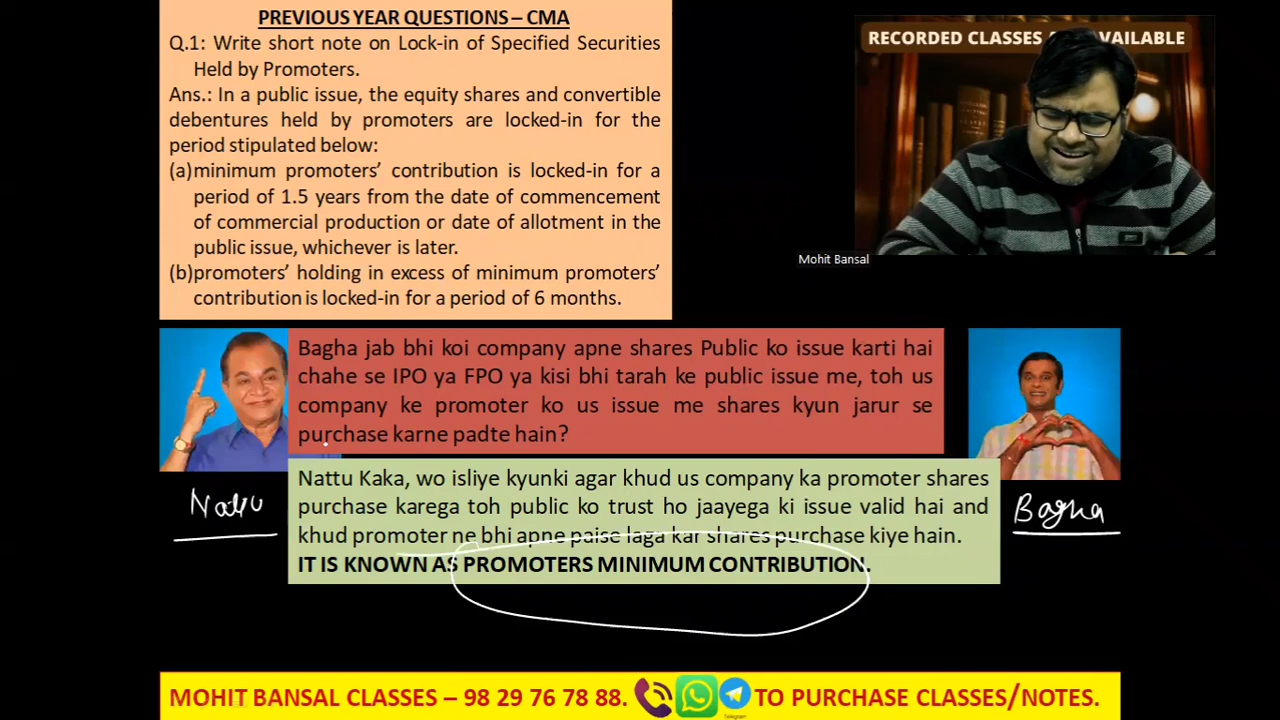 PREVIOUS YEAR QUESTIONS – CMA
Q.1: Write short note on Lock-in of Specified Securities
Held by Promoters.
Ans.: In a public issue, the equity shares and convertible
debentures held by promoters are locked-in for the
period stipulated below:
(a)minimum promoters’ contribution is locked-in for a
period of 1.5 years from the date of commencement
of commercial production or date of allotment in the
public issue, whichever is later.
(b)promoters’ holding in excess of minimum promoters’
contribution is locked-in for a period of 6 months.
RECORDED CLASSES AVAILABLE
Mohit Bansal
Bagha jab bhi koi company apne shares Public ko issue karti hai
chahe se IPO ya FPO ya kisi bhi tarah ke public issue me, toh us
company ke promoter ko us issue me shares kyun jarur se
purchase karne padte hain?
Nattu Kaka, wo isliye kyunki agar khud us company ka promoter shares
purchase karega toh public ko trust ho jaayega ki issue valid hai and
khud promoter ne bhi apne paise laga kar shares purchase kiye hain.
IT IS KNOWN AS PROMOTERS MINIMUM CONTRIBUTION.
Nattu
Bagha
MOHIT BANSAL CLASSES – 98 29 76 78 88. TO PURCHASE CLASSES/NOTES.
Telegram